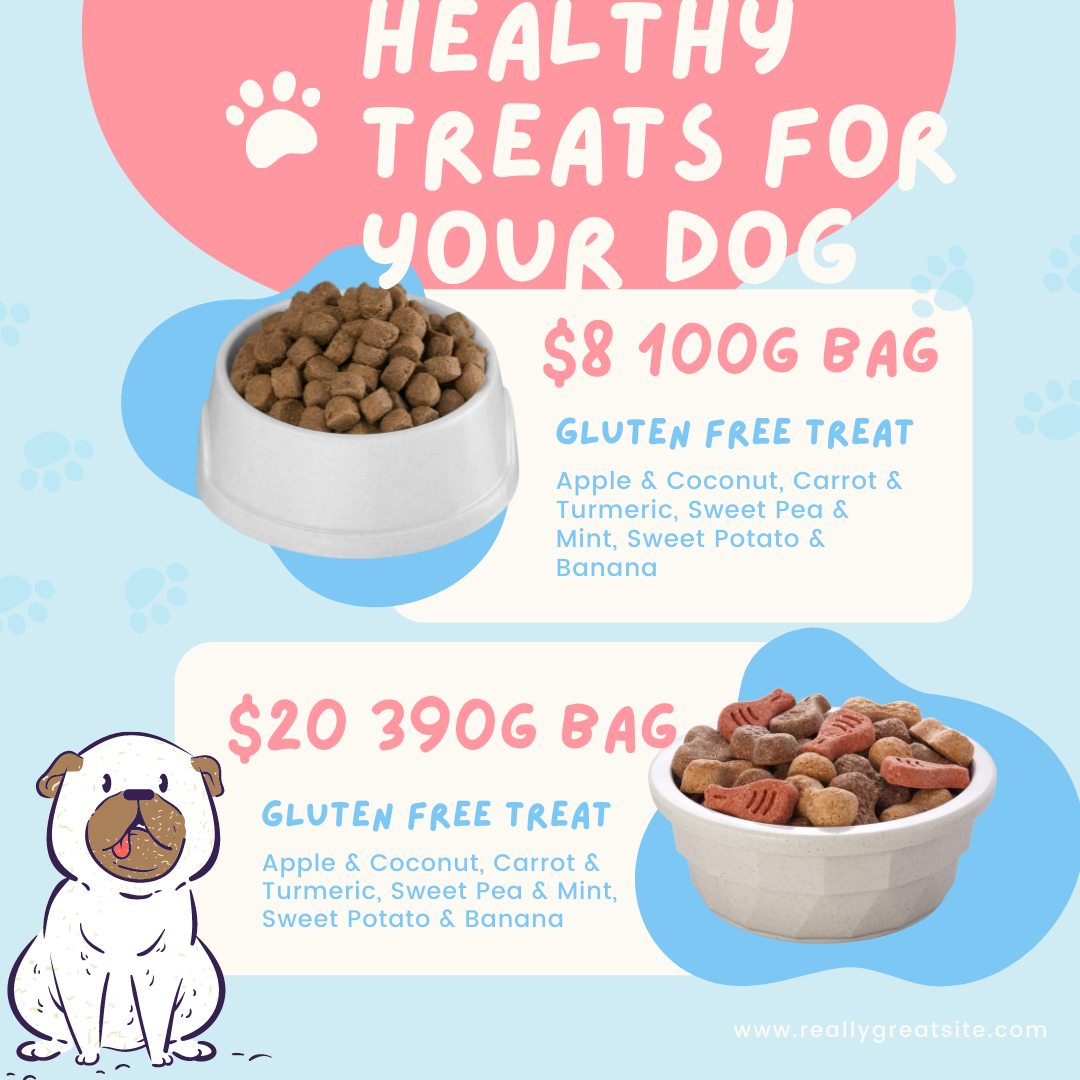 HEALTHY
TREATS FOR
YOUR DOG
$8 100G BAG
GLUTEN FREE TREAT
Apple & Coconut, Carrot &
Turmeric, Sweet Pea &
Mint, Sweet Potato &
Banana
$20 390G BAG
GLUTEN FREE TREAT
Apple & Coconut, Carrot &
Turmeric, Sweet Pea & Mint,
Sweet Potato & Banana
www.reallygreatsite.com